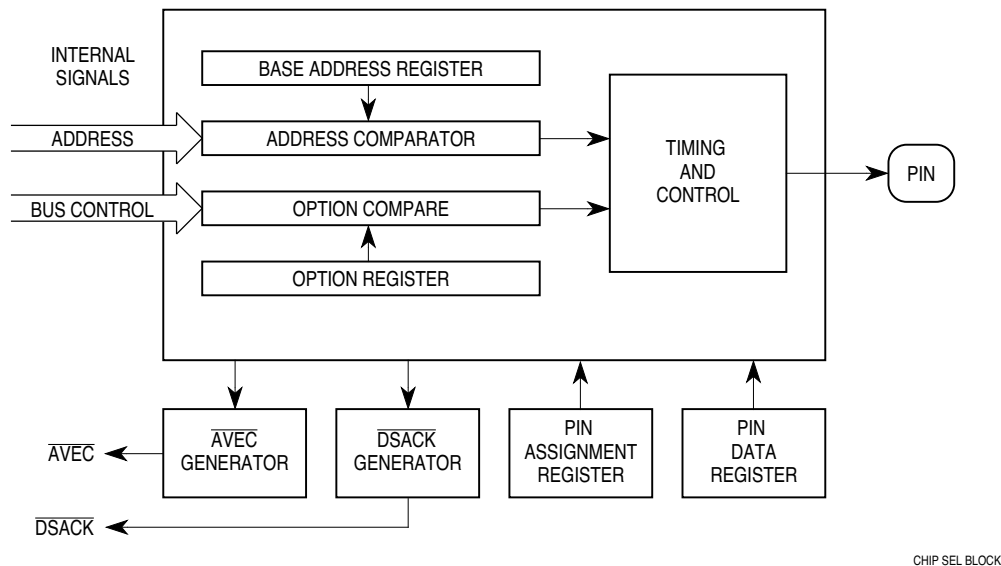 INTERNAL
SIGNALS
BASE ADDRESS REGISTER
ADDRESS
ADDRESS COMPARATOR
TIMING
AND
CONTROL
PIN
BUS CONTROL
OPTION COMPARE
OPTION REGISTER
AVEC
GENERATOR
DSACK
GENERATOR
PIN
ASSIGNMENT
REGISTER
PIN
DATA
REGISTER
AVEC
DSACK
CHIP SEL BLOCK